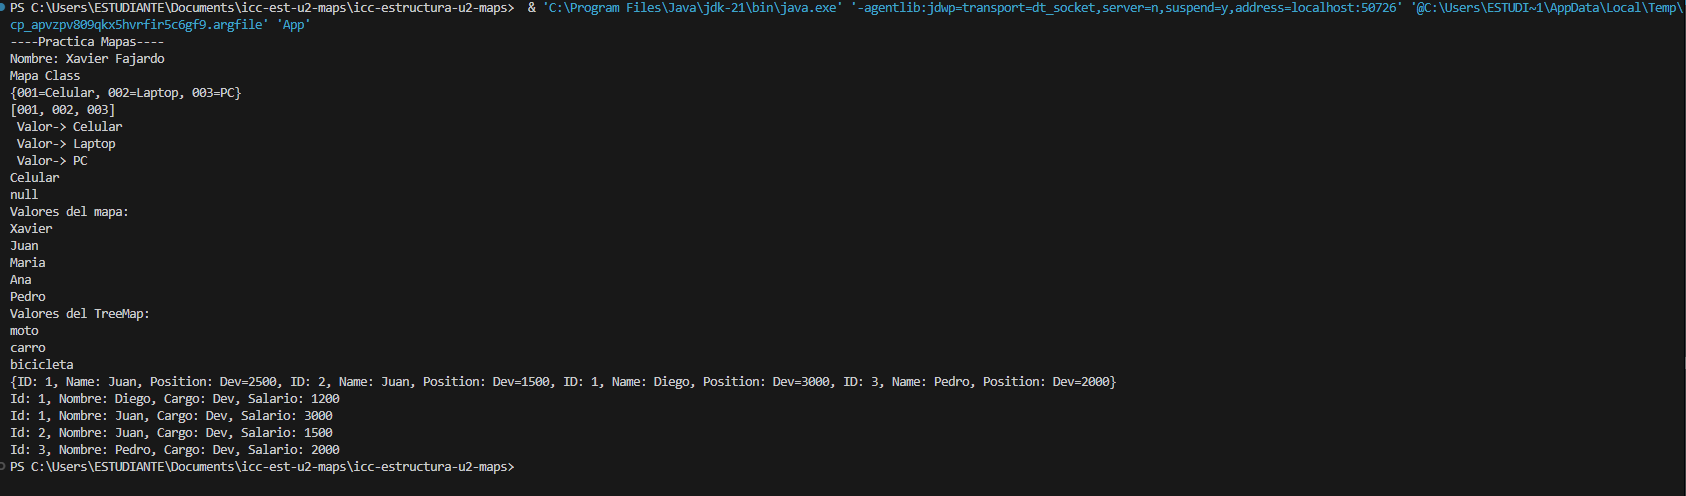 PS C:\Users\ESTUDIANTE\Documents\icc-est-u2-maps\icc-estructura-u2-maps>  & 'C:\Program Files\Java\jdk-21\bin\java.exe' '-agentlib:jdwp=transport=dt_socket,server=n,suspend=y,address=localhost:50726' '@C:\Users\ESTUDI~1\AppData\Local\Temp\
cp_apvzpv809qkx5hvrfir5c6gf9.argfile' 'App'
----Practica Mapas----
Nombre: Xavier Fajardo
Mapa Class
{001=Celular, 002=Laptop, 003=PC}
[001, 002, 003]
 Valor-> Celular
 Valor-> Laptop
 Valor-> PC
Celular
null
Valores del mapa:
Xavier
Juan
Maria
Ana
Pedro
Valores del TreeMap:
moto
carro
bicicleta
{ID: 1, Name: Juan, Position: Dev=2500, ID: 2, Name: Juan, Position: Dev=1500, ID: 1, Name: Diego, Position: Dev=3000, ID: 3, Name: Pedro, Position: Dev=2000}
Id: 1, Nombre: Diego, Cargo: Dev, Salario: 1200
Id: 1, Nombre: Juan, Cargo: Dev, Salario: 3000
Id: 2, Nombre: Juan, Cargo: Dev, Salario: 1500
Id: 3, Nombre: Pedro, Cargo: Dev, Salario: 2000
PS C:\Users\ESTUDIANTE\Documents\icc-est-u2-maps\icc-estructura-u2-maps>